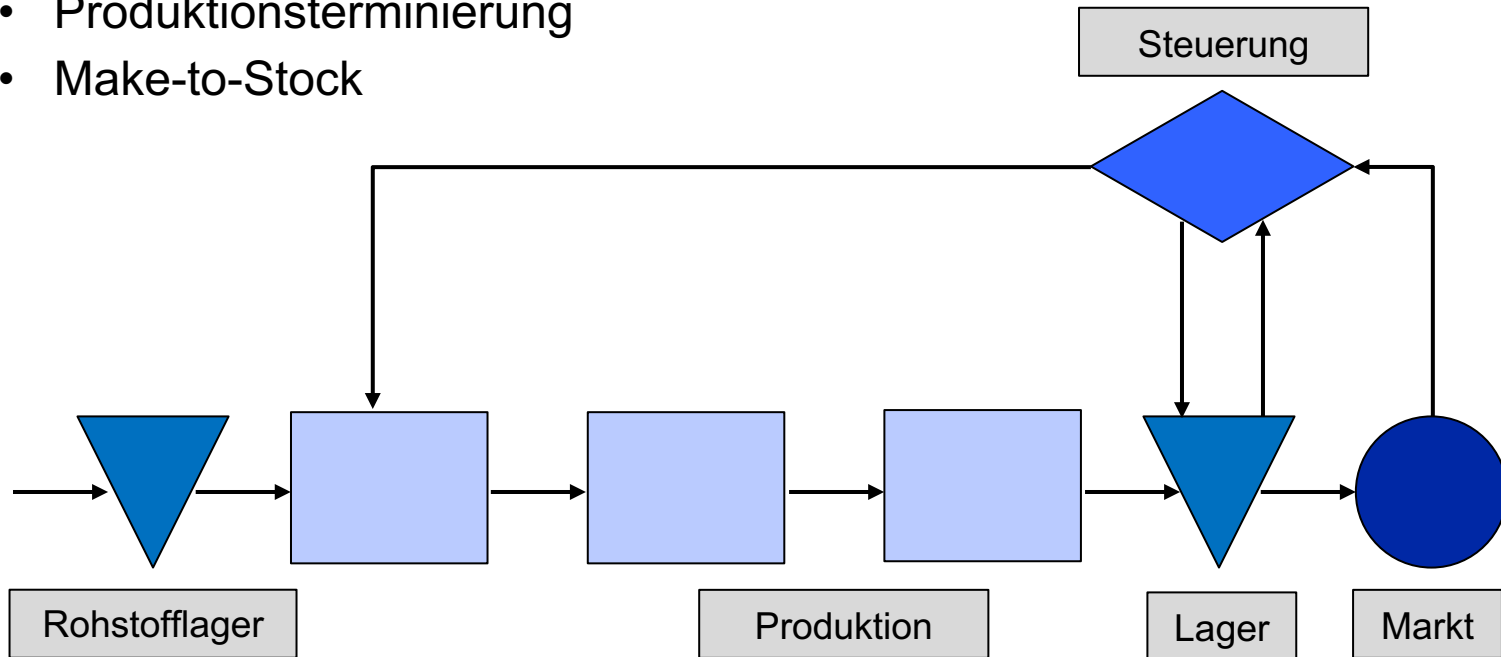 • Produktionsterminierung
• Make-to-Stock
Steuerung
Rohstofflager
Produktion
Lager
Markt